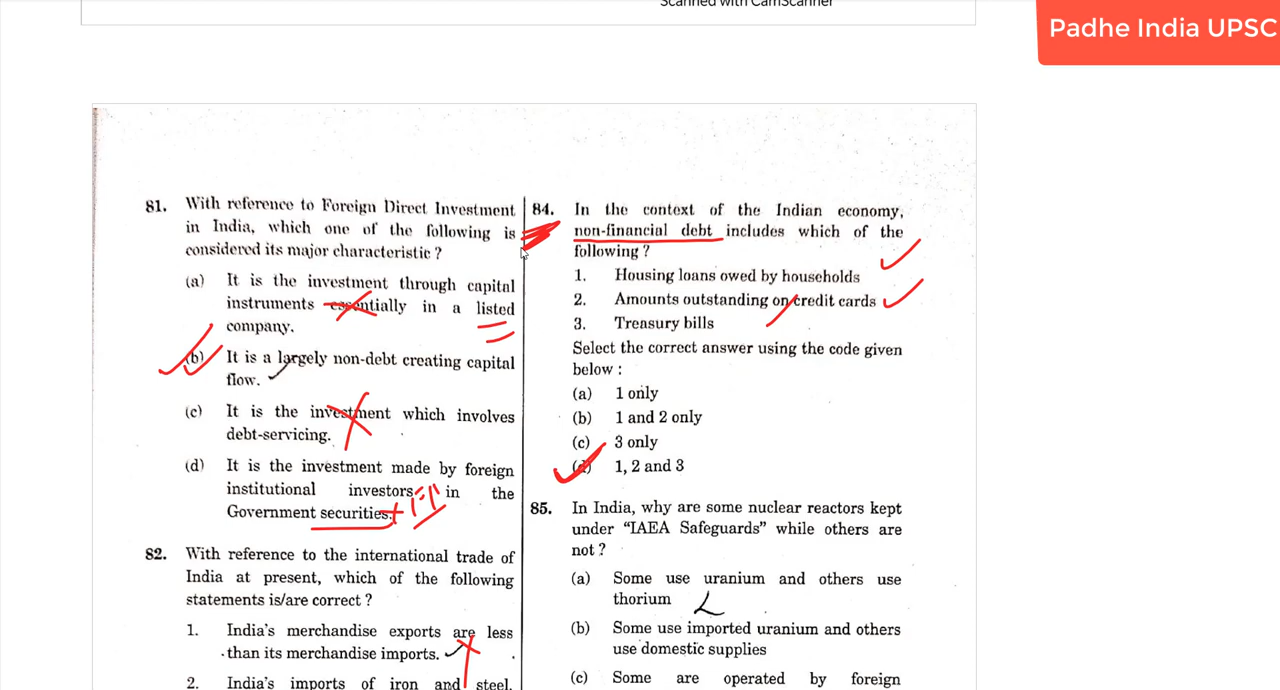 Scanned with CamScanner
Padhe India UPSC
81. With reference to Foreign Direct Investment
in India, which one of the following is
considered its major characteristic ?
(a) It is the investment through capital
instruments essentially in a listed
company.
(b) It is a largely non-debt creating capital
flow.
(c) It is the investment which involves
debt-servicing.
(d) It is the investment made by foreign
institutional investors in the
Government securities.
82. With reference to the international trade of
India at present, which of the following
statements is/are correct ?
1. India's merchandise exports are less
than its merchandise imports.
2. India's imports of iron and steel,
84. In the context of the Indian economy,
non-financial debt includes which of the
following ?
1. Housing loans owed by households
2. Amounts outstanding on credit cards
3. Treasury bills
Select the correct answer using the code given
below :
(a) 1 only
(b) 1 and 2 only
(c) 3 only
(d) 1, 2 and 3
85. In India, why are some nuclear reactors kept
under "IAEA Safeguards" while others are
not ?
(a) Some use uranium and others use
thorium
(b) Some use imported uranium and others
use domestic supplies
(c) Some are operated by foreign